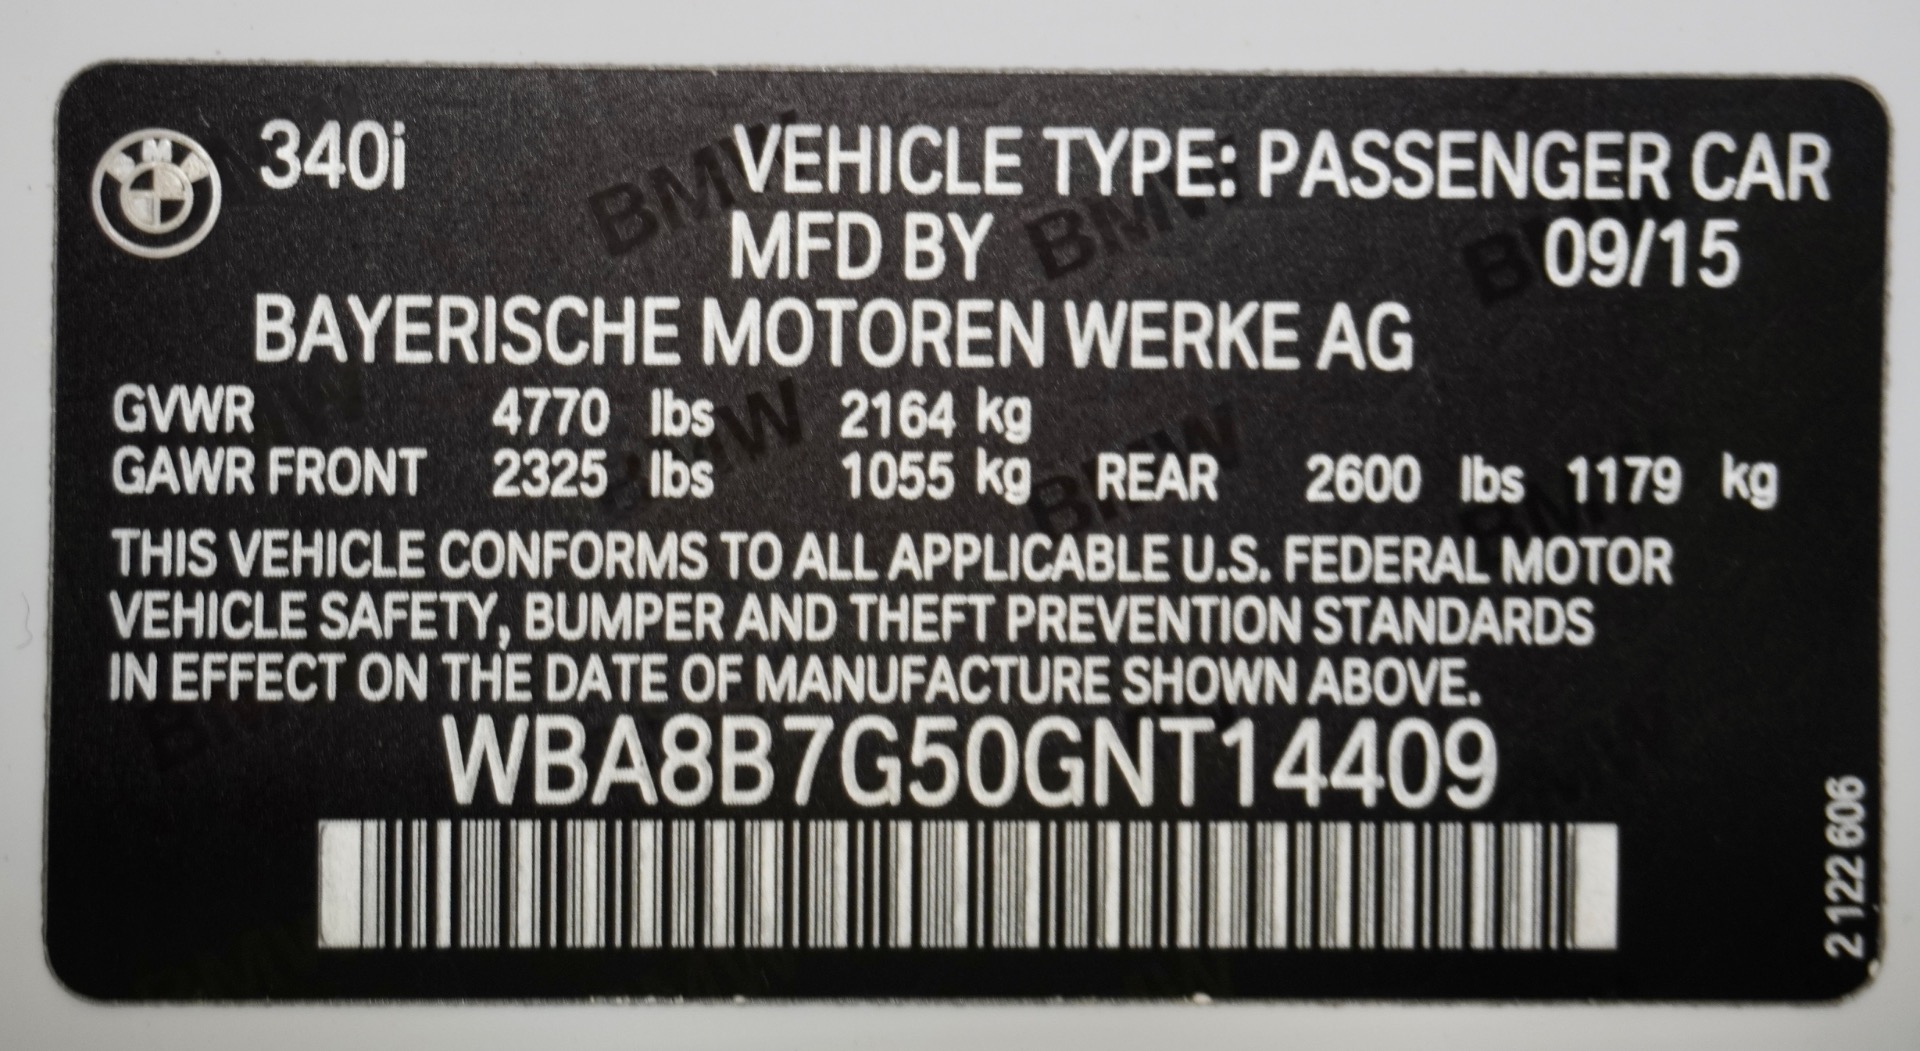 340i VEHICLE TYPE: PASSENGER CAR
MFD BY 09/15
BAYERISCHE MOTOREN WERKE AG
GVWR 4770 lbs 2164 kg
GAWR FRONT 2325 lbs 1055 kg REAR 2600 lbs 1179 kg
THIS VEHICLE CONFORMS TO ALL APPLICABLE U.S. FEDERAL MOTOR
VEHICLE SAFETY, BUMPER AND THEFT PREVENTION STANDARDS
IN EFFECT ON THE DATE OF MANUFACTURE SHOWN ABOVE.
WBA8B7G50GNT14409
2 122 606
BMW